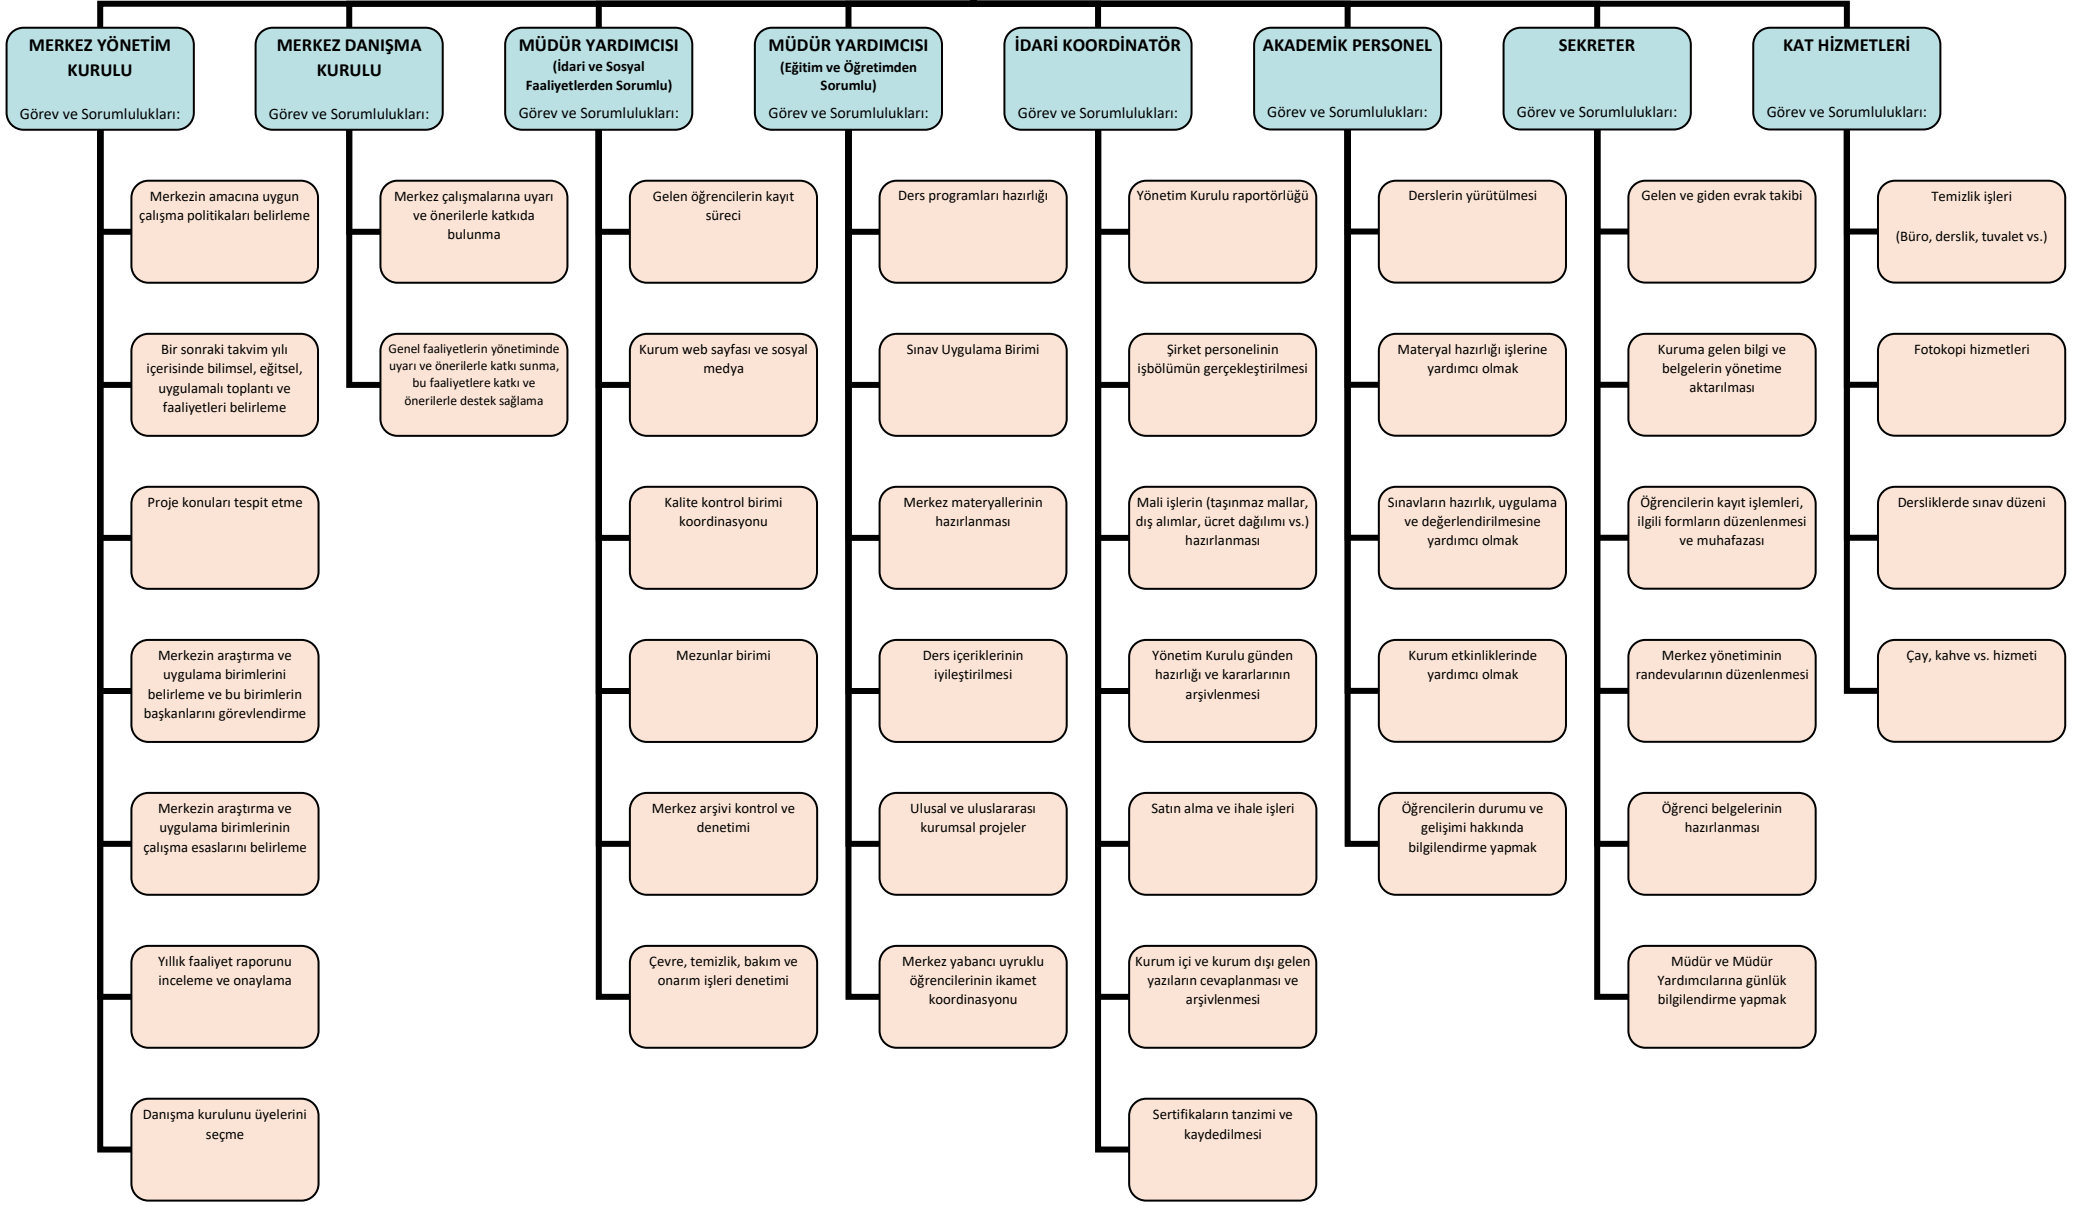 MERKEZ YÖNETİM
KURULU
Görev ve Sorumlulukları:
Merkezin amacına uygun
çalışma politikaları belirleme
Bir sonraki takvim yılı
içerisinde bilimsel, eğitsel,
uygulamalı toplantı ve
faaliyetleri belirleme
Proje konuları tespit etme
Merkezin araştırma ve
uygulama birimlerini
belirleme ve bu birimlerin
başkanlarını görevlendirme
Merkezin araştırma ve
uygulama birimlerinin
çalışma esaslarını belirleme
Yıllık faaliyet raporunu
inceleme ve onaylama
Danışma kurulunu üyelerini
seçme
MERKEZ DANIŞMA
KURULU
Görev ve Sorumlulukları:
Merkez çalışmalarına uyarı
ve önerilerle katkıda
bulunma
Genel faaliyetlerin yönetiminde
uyarı ve önerilerle katkı sunma,
bu faaliyetlere katkı ve
önerilerle destek sağlama
MÜDÜR YARDIMCISI
(İdari ve Sosyal
Faaliyetlerden Sorumlu)
Görev ve Sorumlulukları:
Gelen öğrencilerin kayıt
süreci
Kurum web sayfası ve sosyal
medya
Kalite kontrol birimi
koordinasyonu
Mezunlar birimi
Merkez arşivi kontrol ve
denetimi
Çevre, temizlik, bakım ve
onarım işleri denetimi
MÜDÜR YARDIMCISI
(Eğitim ve Öğretimden
Sorumlu)
Görev ve Sorumlulukları:
Ders programları hazırlığı
Sınav Uygulama Birimi
Merkez materyallerinin
hazırlanması
Ders içeriklerinin
iyileştirilmesi
Ulusal ve uluslararası
kurumsal projeler
Merkez yabancı uyruklu
öğrencilerinin ikamet
koordinasyonu
İDARİ KOORDİNATÖR
Görev ve Sorumlulukları:
Yönetim Kurulu raportörlüğü
Şirket personelinin
işbölümün gerçekleştirilmesi
Mali işlerin (taşınmaz mallar,
dış alımlar, ücret dağılımı vs.)
hazırlanması
Yönetim Kurulu günden
hazırlığı ve kararlarının
arşivlenmesi
Satın alma ve ihale işleri
Kurum içi ve kurum dışı gelen
yazıların cevaplanması ve
arşivlenmesi
Sertifikaların tanzimi ve
kaydedilmesi
AKADEMİK PERSONEL
Görev ve Sorumlulukları:
Derslerin yürütülmesi
Materyal hazırlığı işlerine
yardımcı olmak
Sınavların hazırlık, uygulama
ve değerlendirilmesine
yardımcı olmak
Kurum etkinliklerinde
yardımcı olmak
Öğrencilerin durumu ve
gelişimi hakkında
bilgilendirme yapmak
SEKRETER
Görev ve Sorumlulukları:
Gelen ve giden evrak takibi
Kuruma gelen bilgi ve
belgelerin yönetime
aktarılması
Öğrencilerin kayıt işlemleri,
ilgili formların düzenlenmesi
ve muhafazası
Merkez yönetiminin
randevularının düzenlenmesi
Öğrenci belgelerinin
hazırlanması
Müdür ve Müdür
Yardımcılarına günlük
bilgilendirme yapmak
KAT HİZMETLERİ
Görev ve Sorumlulukları:
Temizlik işleri
(Büro, derslik, tuvalet vs.)
Fotokopi hizmetleri
Dersliklerde sınav düzeni
Çay, kahve vs. hizmeti